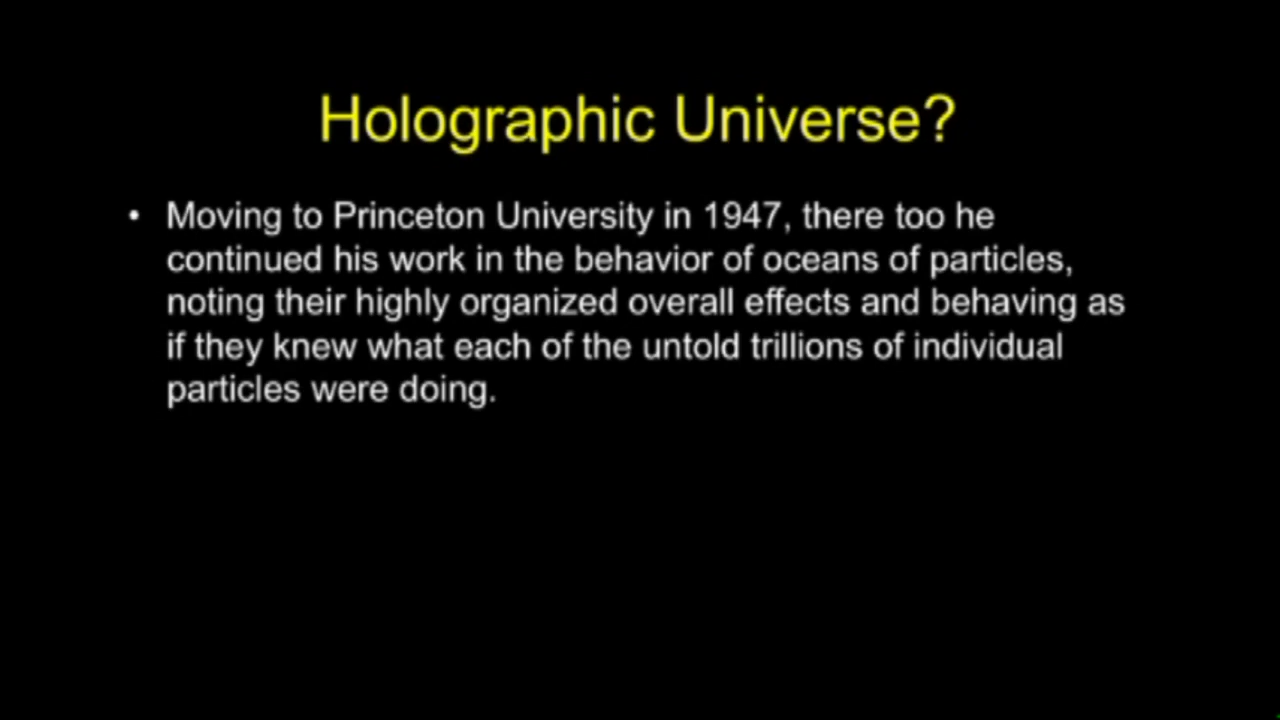 Holographic Universe?
• Moving to Princeton University in 1947, there too he
continued his work in the behavior of oceans of particles,
noting their highly organized overall effects and behaving as
if they knew what each of the untold trillions of individual
particles were doing.